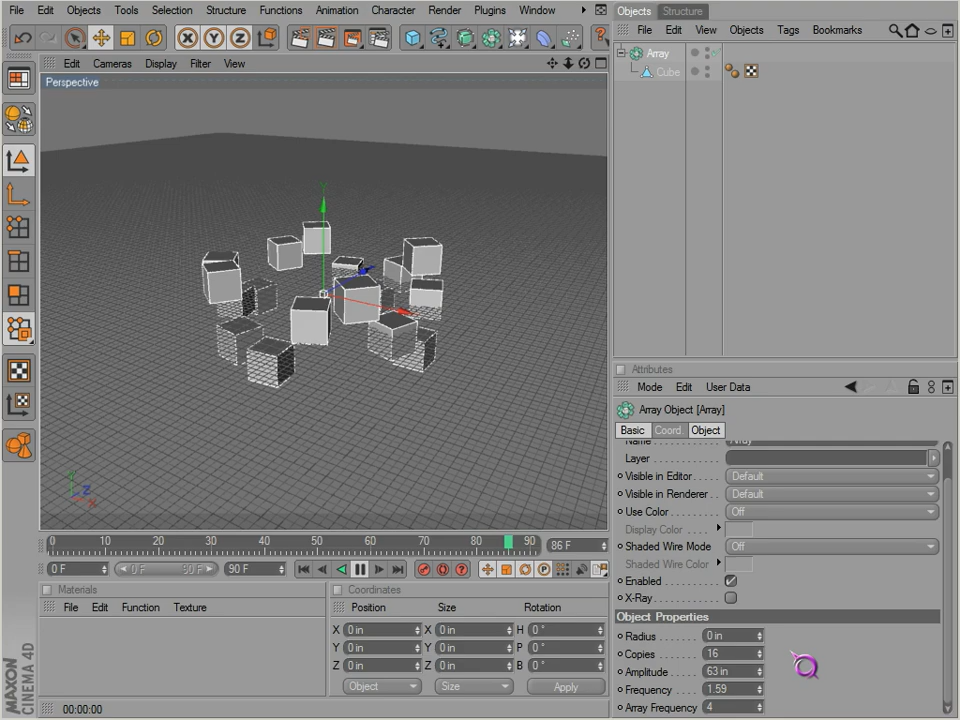 File Edit Objects Tools Selection Structure Functions Animation Character Render Plugins Window
Objects Structure
File Edit View Objects Tags Bookmarks
Edit Cameras Display Filter View
Perspective
Array
Cube
Y
Y
Z
X
Attributes
Mode Edit User Data
Array Object [Array]
Basic Coord. Object
Name Array
Layer
Visible in Editor Default
Visible in Renderer Default
Use Color Off
Display Color
Shaded Wire Mode Off
Shaded Wire Color
Enabled
X-Ray
Object Properties
Radius 0 in
Copies 16
Amplitude 63 in
Frequency 1.59
Array Frequency 4
0 10 20 30 40 50 60 70 80 90
86 F
0 F 0 F 90 F 90 F
Materials
File Edit Function Texture
Coordinates
Position Size Rotation
X 0 in X 0 in H 0 °
Y 0 in Y 0 in P 0 °
Z 0 in Z 0 in B 0 °
Object Size Apply
MAXON
CINEMA 4D
00:00:00